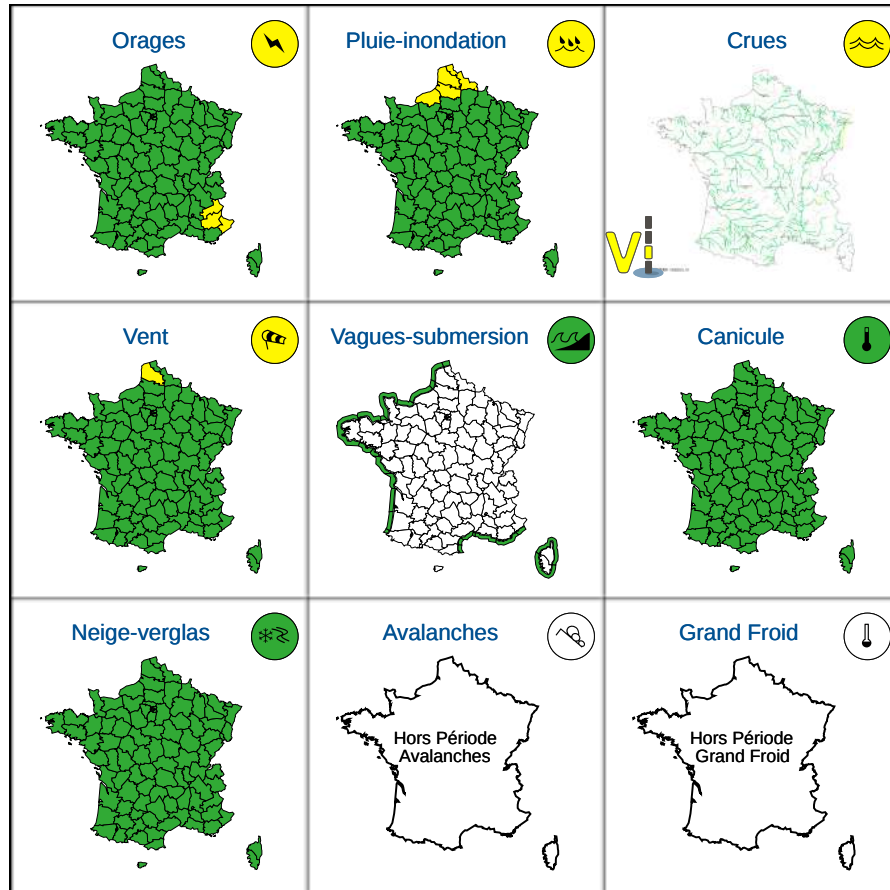 Orages
Pluie-inondation
Crues
Vi
Vent
Vagues-submersion
Canicule
Neige-verglas
Avalanches
Grand Froid
Hors Période
Avalanches
Hors Période
Grand Froid